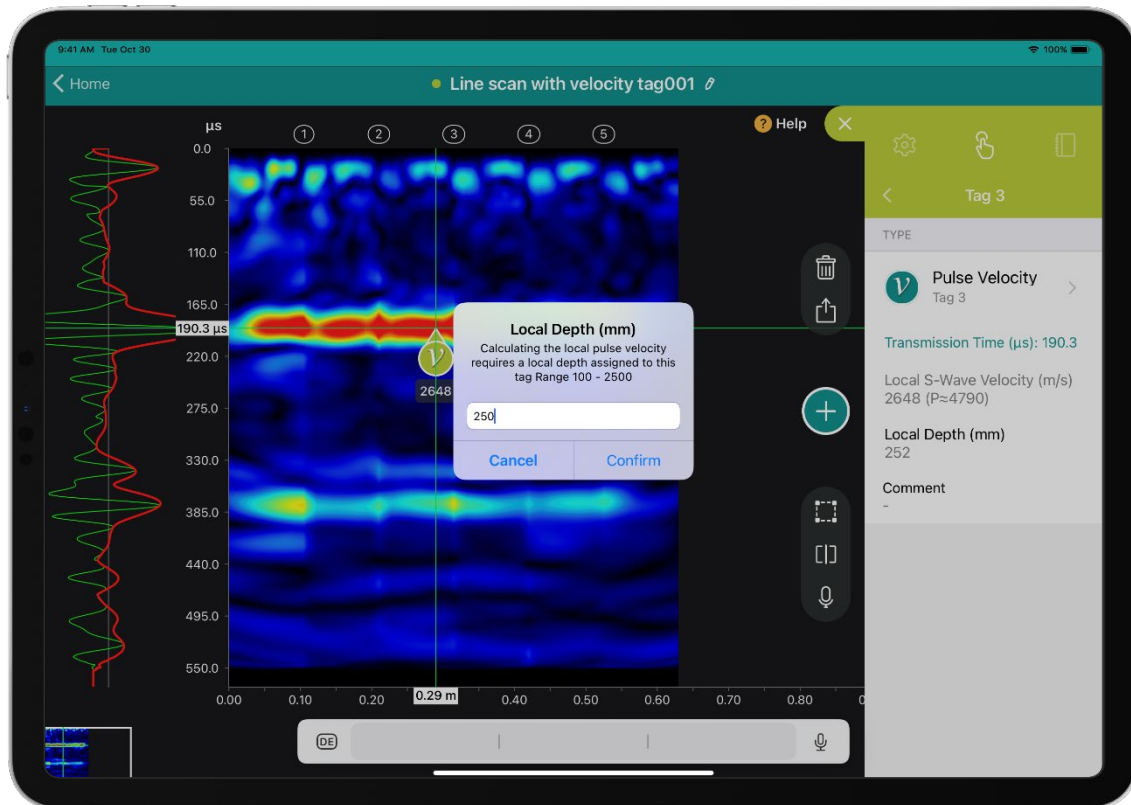 9:41 AM Tue Oct 30
100%
Home
Line scan with velocity tag001
µs
1 2 3 4 5
? Help
0.0
55.0
110.0
165.0
190.3 µs
220.0
275.0
330.0
385.0
440.0
495.0
550.0
V
2648
Local Depth (mm)
Calculating the local pulse velocity
requires a local depth assigned to this
tag Range 100 - 2500
250
Cancel Confirm
0.00 0.10 0.20 0.29 m 0.40 0.50 0.60 0.70 0.80 0
DE
Tag 3
TYPE
V
Pulse Velocity
Tag 3
Transmission Time (µs): 190.3
Local S-Wave Velocity (m/s)
2648 (P≈4790)
Local Depth (mm)
252
Comment
-